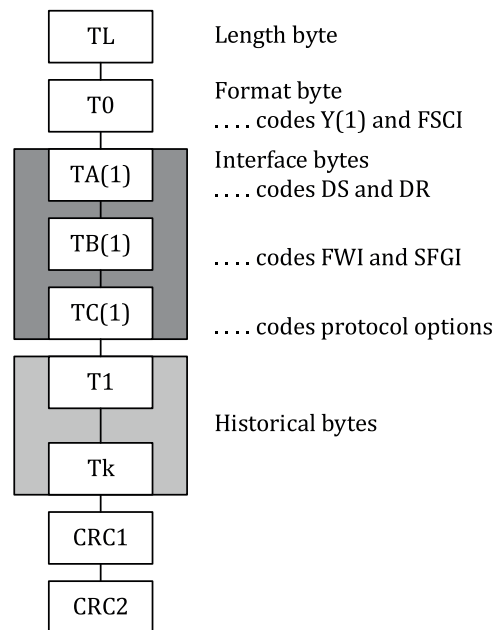 TL
Length byte
T0
Format byte
. . . . codes Y(1) and FSCI
TA(1)
Interface bytes
. . . . codes DS and DR
TB(1)
. . . . codes FWI and SFGI
TC(1)
. . . . codes protocol options
T1
Historical bytes
Tk
CRC1
CRC2